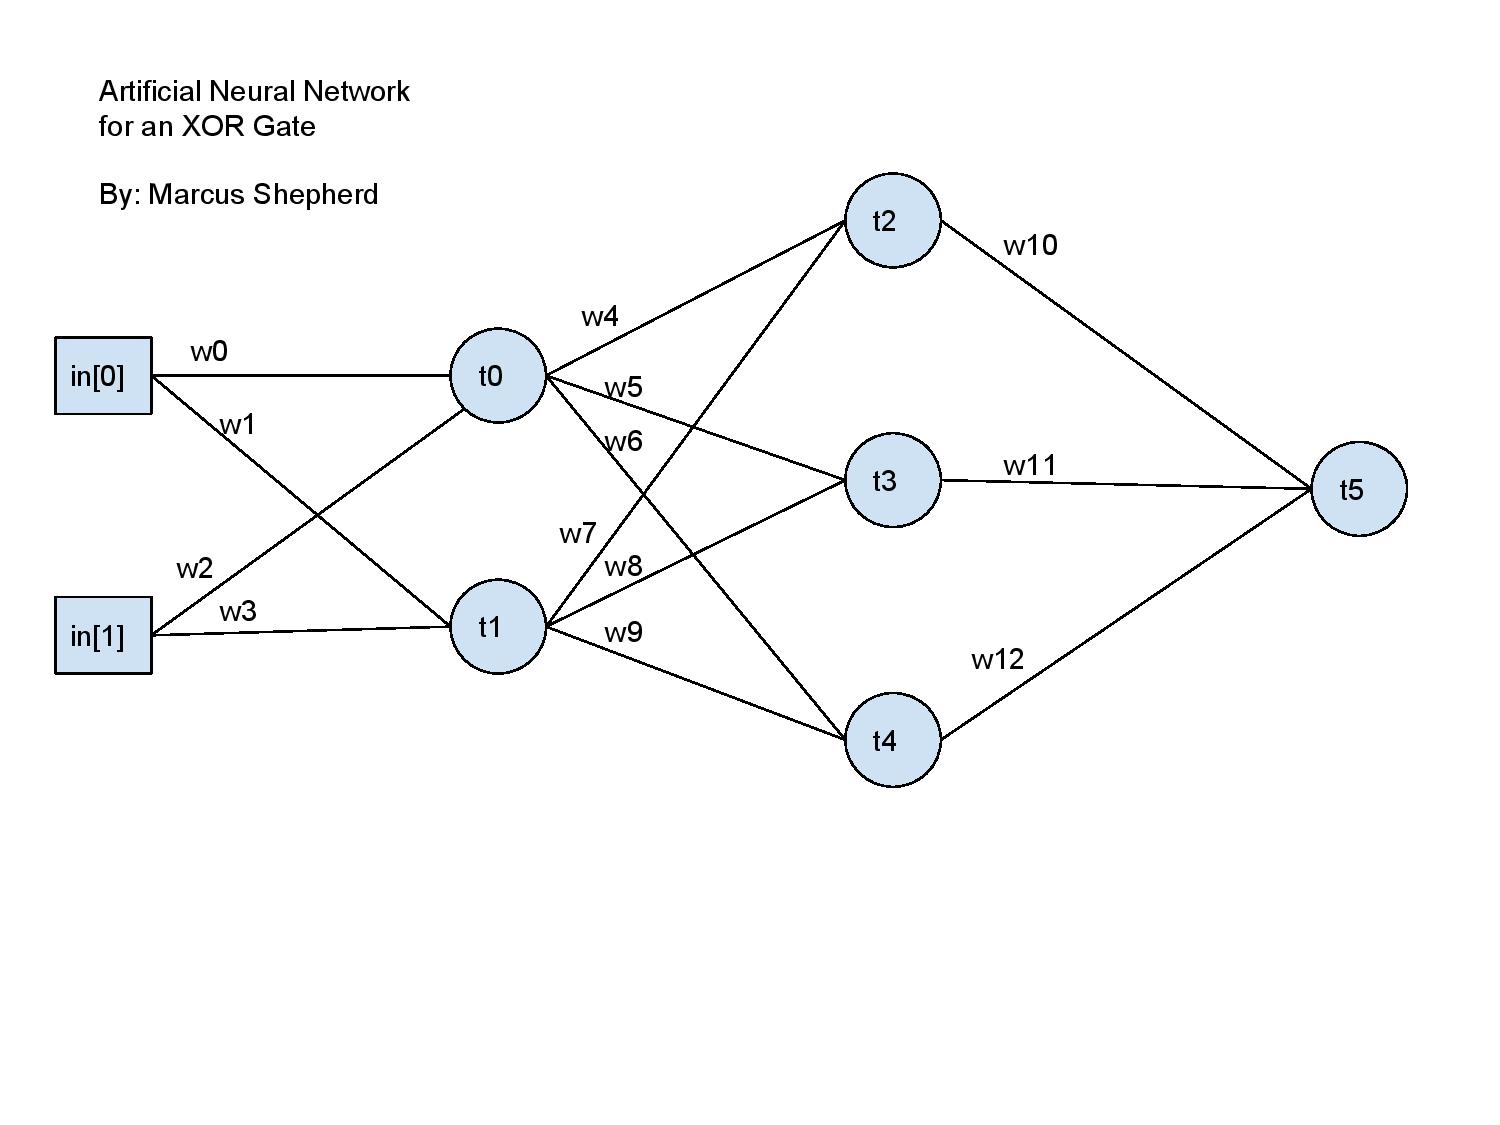 Artificial Neural Network
for an XOR Gate
By: Marcus Shepherd
t2
w10
w4
w0
in[0]
t0
w5
w1
w6
w11
t3
t5
w7
w8
w2
w3
in[1]
t1
w9
w12
t4